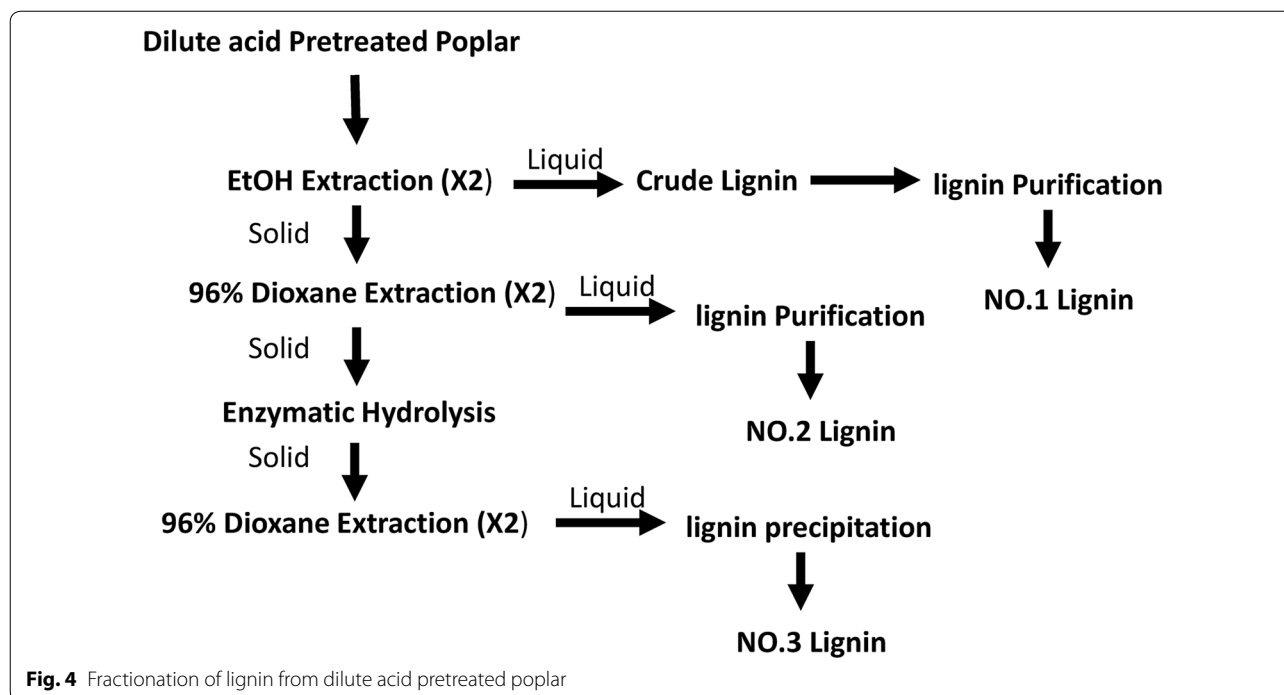 Dilute acid Pretreated Poplar
EtOH Extraction (X2)
Liquid
Crude Lignin
lignin Purification
Solid
NO.1 Lignin
96% Dioxane Extraction (X2)
Liquid
lignin Purification
Solid
NO.2 Lignin
Enzymatic Hydrolysis
Solid
96% Dioxane Extraction (X2)
Liquid
lignin precipitation
NO.3 Lignin
Fig. 4 Fractionation of lignin from dilute acid pretreated poplar